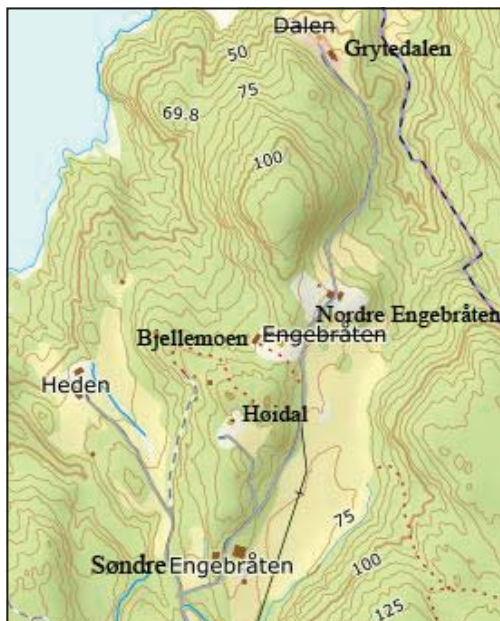 Dalen
Grytedalen
50
75
69.8
100
Nordre Engebråten
Engebråten
Bjellemoen
Heden
Høidal
75
Søndre Engebråten
100
125